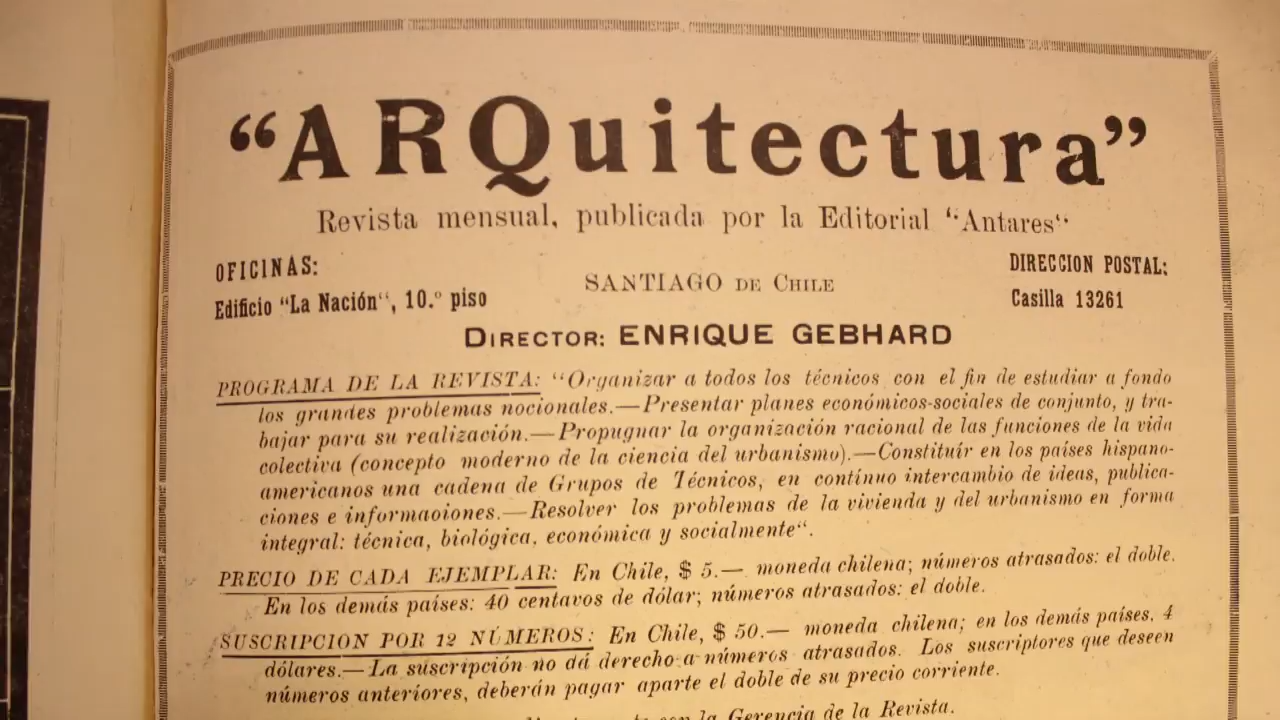 “ARQuitectura”
Revista mensual, publicada por la Editorial “Antares“
OFICINAS:
Edificio “La Nación“, 10.º piso
SANTIAGO DE CHILE
DIRECCION POSTAL:
Casilla 13261
DIRECTOR: ENRIQUE GEBHARD
PROGRAMA DE LA REVISTA: “Organizar a todos los técnicos con el fin de estudiar a fondo
los grandes problemas nocionales.—Presentar planes económicos-sociales de conjunto, y tra-
bajar para su realización.—Propugnar la organización racional de las funciones de la vida
colectiva (concepto moderno de la ciencia del urbanismo).—Constituír en los países hispano-
americanos una cadena de Grupos de Técnicos, en contínuo intercambio de ideas, publica-
ciones e informaoiones.—Resolver los problemas de la vivienda y del urbanismo en forma
integral: técnica, biológica, económica y socialmente“.
PRECIO DE CADA EJEMPLAR: En Chile, $ 5.— moneda chilena; números atrasados: el doble.
En los demás países: 40 centavos de dólar; números atrasados: el doble.
SUSCRIPCION POR 12 NÚMEROS: En Chile, $ 50.— moneda chilena; en los demás países, 4
dólares.—La suscripción no dá derecho a números atrasados. Los suscriptores que deseen
números anteriores, deberán pagar aparte el doble de su precio corriente.
con la Gerencia de la Revista.